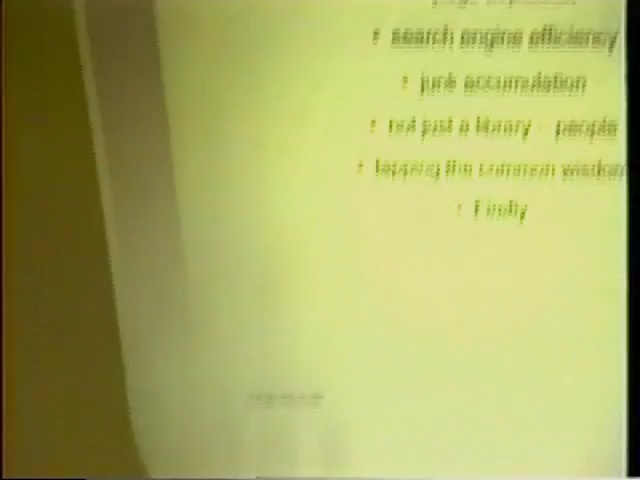 search engine efficiency
junk accumulation
not just a library - people
tapping the common wisdom
Firefly